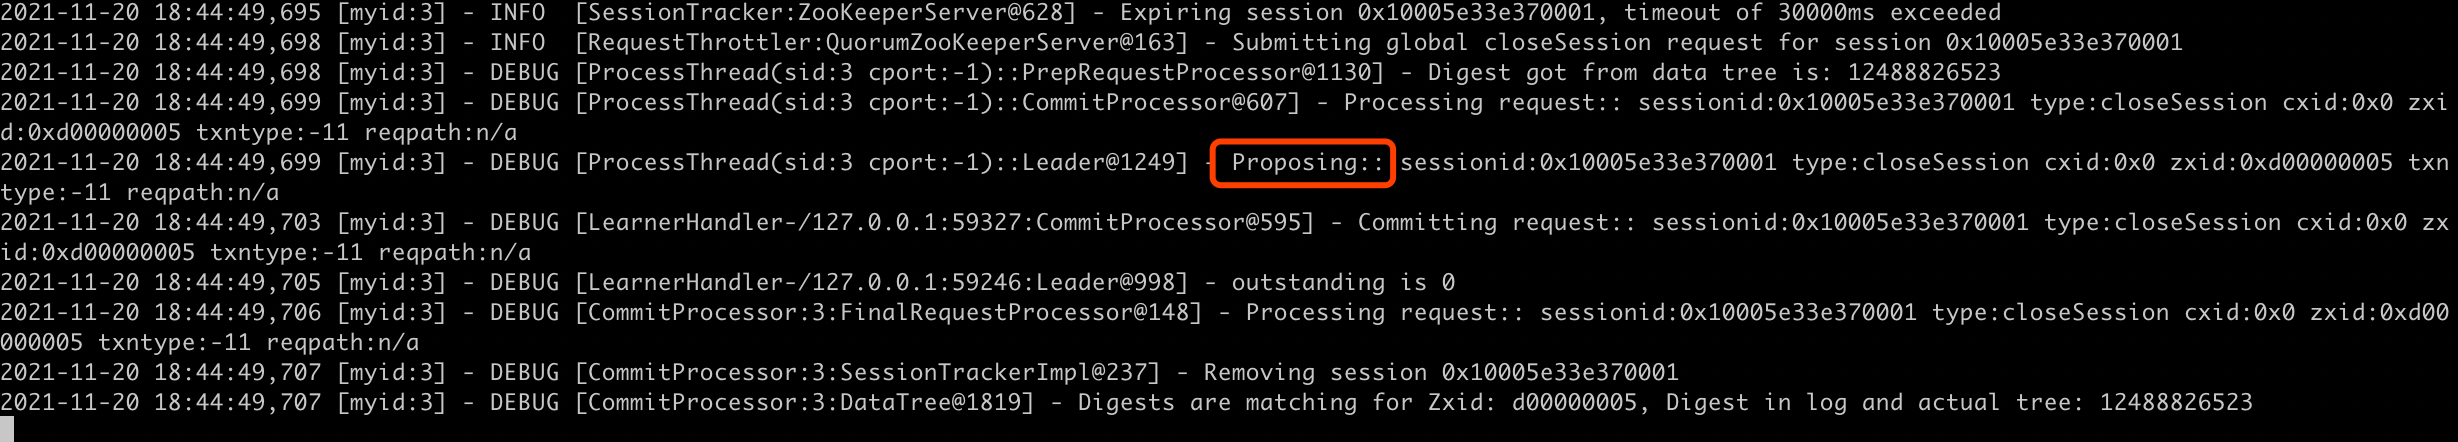 2021-11-20 18:44:49,695 [myid:3] - INFO  [SessionTracker:ZooKeeperServer@628] - Expiring session 0x10005e33e370001, timeout of 30000ms exceeded
2021-11-20 18:44:49,698 [myid:3] - INFO  [RequestThrottler:QuorumZooKeeperServer@163] - Submitting global closeSession request for session 0x10005e33e370001
2021-11-20 18:44:49,698 [myid:3] - DEBUG [ProcessThread(sid:3 cport:-1)::PrepRequestProcessor@1130] - Digest got from data tree is: 12488826523
2021-11-20 18:44:49,699 [myid:3] - DEBUG [ProcessThread(sid:3 cport:-1)::CommitProcessor@607] - Processing request:: sessionid:0x10005e33e370001 type:closeSession cxid:0x0 zxi
d:0xd00000005 txntype:-11 reqpath:n/a
2021-11-20 18:44:49,699 [myid:3] - DEBUG [ProcessThread(sid:3 cport:-1)::Leader@1249] - Proposing:: sessionid:0x10005e33e370001 type:closeSession cxid:0x0 zxid:0xd00000005 txn
type:-11 reqpath:n/a
2021-11-20 18:44:49,703 [myid:3] - DEBUG [LearnerHandler-/127.0.0.1:59327:CommitProcessor@595] - Committing request:: sessionid:0x10005e33e370001 type:closeSession cxid:0x0 zx
id:0xd00000005 txntype:-11 reqpath:n/a
2021-11-20 18:44:49,705 [myid:3] - DEBUG [LearnerHandler-/127.0.0.1:59246:Leader@998] - outstanding is 0
2021-11-20 18:44:49,706 [myid:3] - DEBUG [CommitProcessor:3:FinalRequestProcessor@148] - Processing request:: sessionid:0x10005e33e370001 type:closeSession cxid:0x0 zxid:0xd00
000005 txntype:-11 reqpath:n/a
2021-11-20 18:44:49,707 [myid:3] - DEBUG [CommitProcessor:3:SessionTrackerImpl@237] - Removing session 0x10005e33e370001
2021-11-20 18:44:49,707 [myid:3] - DEBUG [CommitProcessor:3:DataTree@1819] - Digests are matching for Zxid: d00000005, Digest in log and actual tree: 12488826523